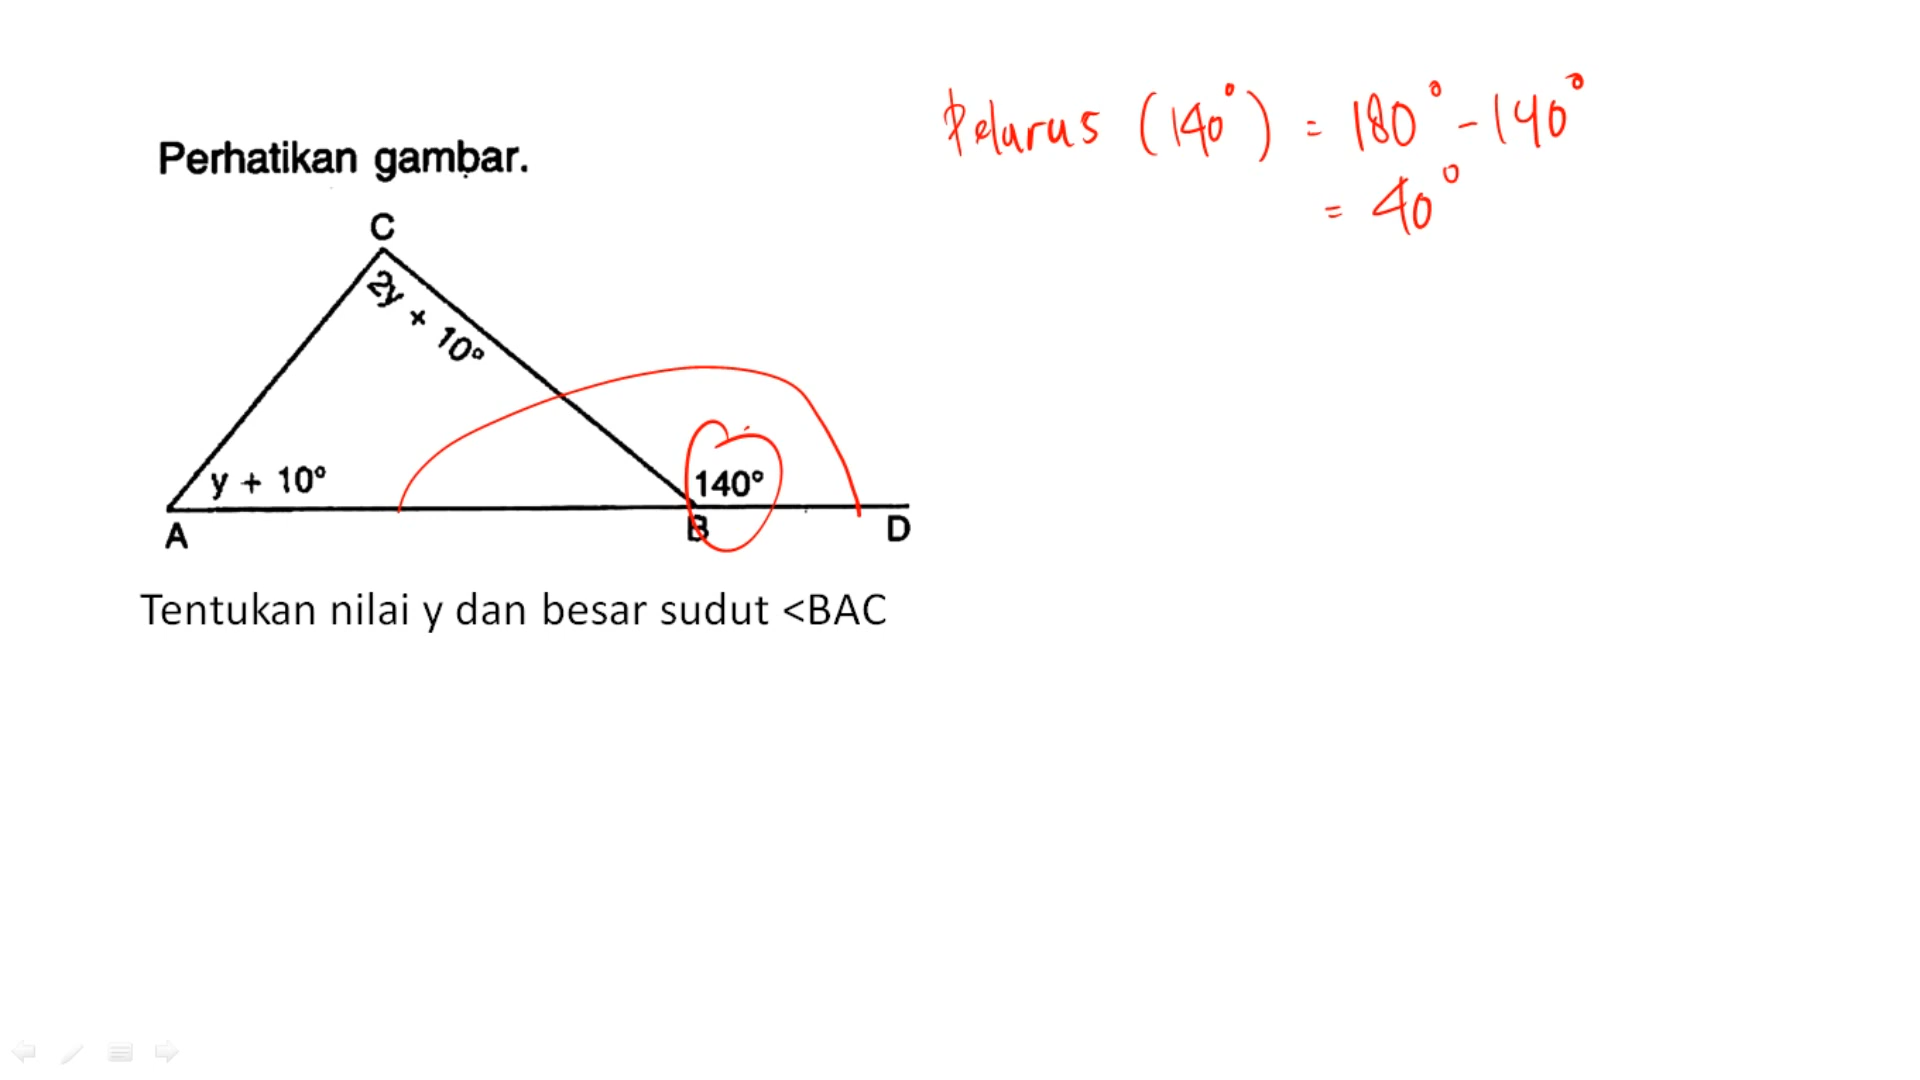 Perhatikan gambar.
C
2y × 10°
y + 10°
140°
A
B
D
Tentukan nilai y dan besar sudut <BAC
Pelurus (140°) = 180° - 140°
= 40°